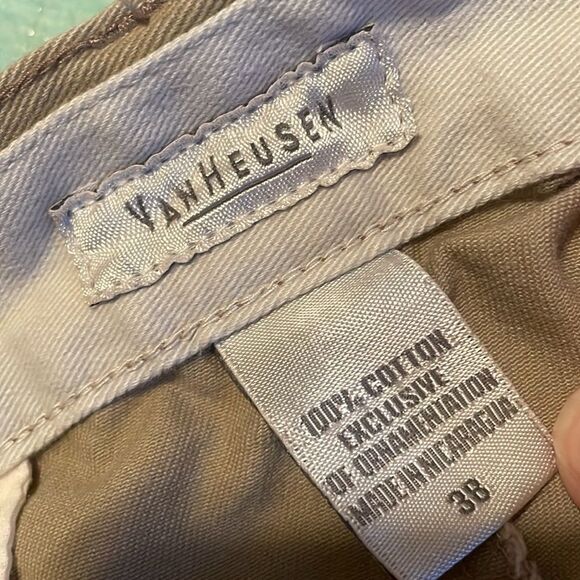 VANHEUSEN
100% COTTON
EXCLUSIVE
OF ORNAMENTATION
MADE IN NICARAGUA
38